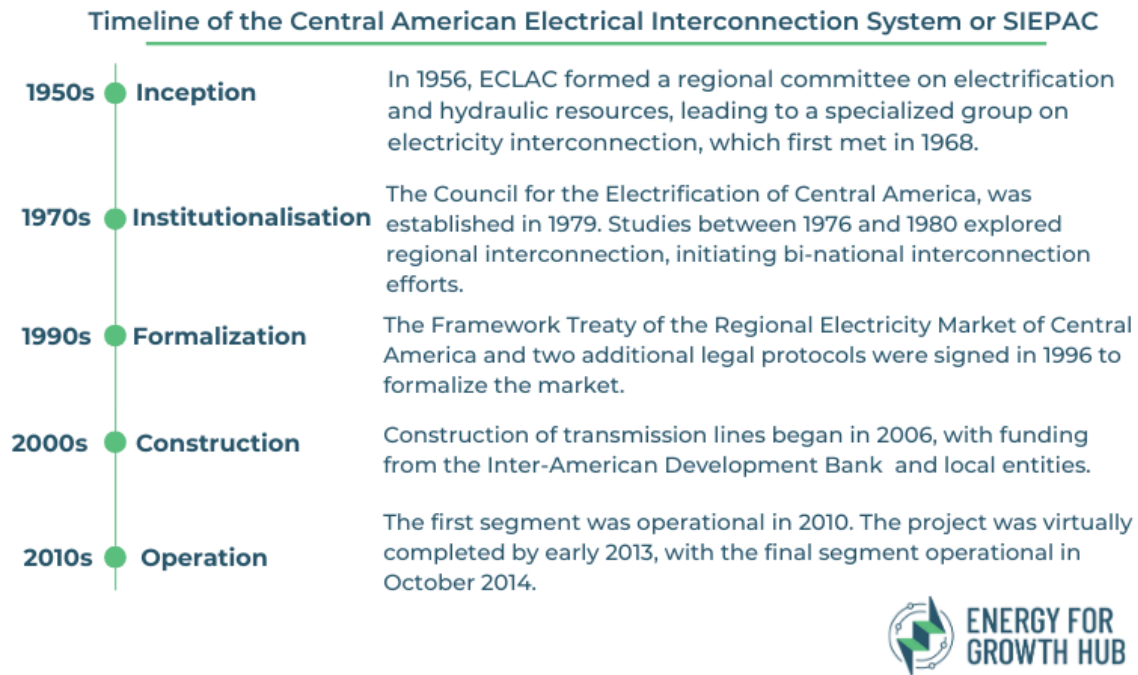 Timeline of the Central American Electrical Interconnection System or SIEPAC
1950s Inception
In 1956, ECLAC formed a regional committee on electrification
and hydraulic resources, leading to a specialized group on
electricity interconnection, which first met in 1968.
1970s Institutionalisation
The Council for the Electrification of Central America, was
established in 1979. Studies between 1976 and 1980 explored
regional interconnection, initiating bi-national interconnection
efforts.
1990s Formalization
The Framework Treaty of the Regional Electricity Market of Central
America and two additional legal protocols were signed in 1996 to
formalize the market.
2000s Construction
Construction of transmission lines began in 2006, with funding
from the Inter-American Development Bank and local entities.
2010s Operation
The first segment was operational in 2010. The project was virtually
completed by early 2013, with the final segment operational in
October 2014.
ENERGY FOR
GROWTH HUB